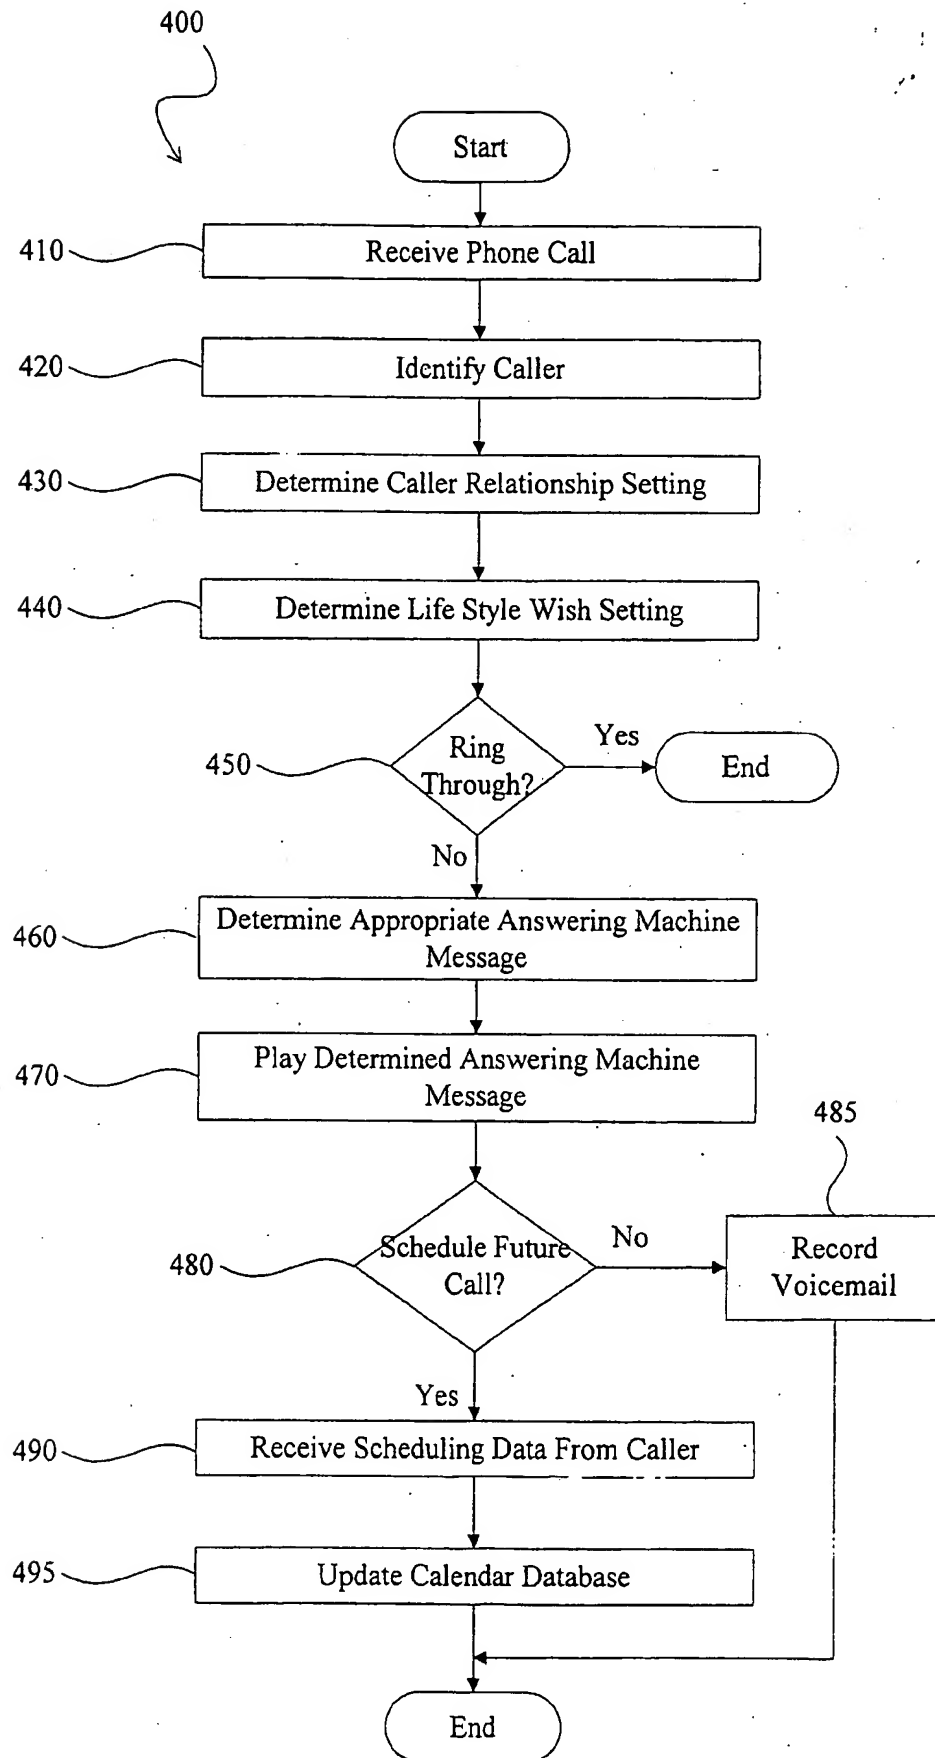 400
Start
410
Receive Phone Call
420
Identify Caller
430
Determine Caller Relationship Setting
440
Determine Life Style Wish Setting
450
Ring
Through?
Yes
End
No
460
Determine Appropriate Answering Machine
Message
470
Play Determined Answering Machine
Message
485
480
Schedule Future
Call?
No
Record
Voicemail
Yes
490
Receive Scheduling Data From Caller
495
Update Calendar Database
End